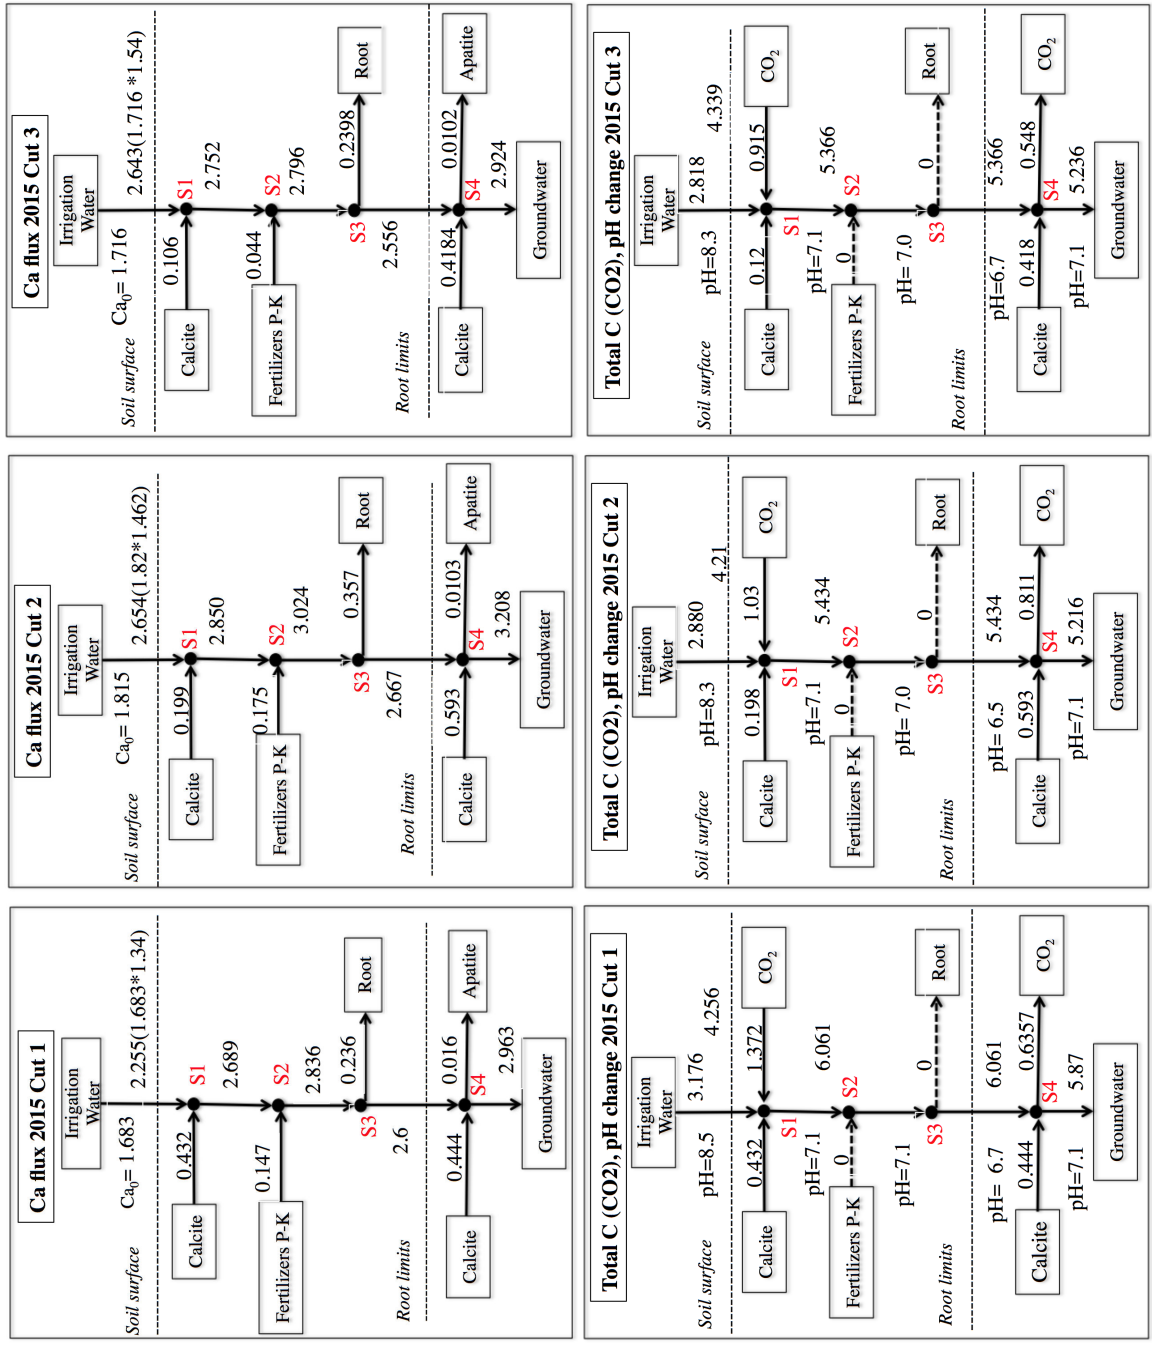 Ca flux 2015 Cut 1
Irrigation
Water
Ca₀= 1.683
2.255(1.683*1.34)
Soil surface
S1
0.432
Calcite
2.689
S2
0.147
Fertilizers P-K
2.836
Root
0.236
S3
2.6
Root limits
Apatite
0.016
S4
0.444
Calcite
2.963
Groundwater
Ca flux 2015 Cut 2
Irrigation
Water
Ca₀= 1.815
2.654(1.82*1.462)
Soil surface
S1
0.199
Calcite
2.850
S2
0.175
Fertilizers P-K
3.024
Root
0.357
S3
2.667
Root limits
Apatite
0.0103
S4
0.593
Calcite
3.208
Groundwater
Ca flux 2015 Cut 3
Irrigation
Water
Ca₀= 1.716
2.643(1.716 *1.54)
Soil surface
S1
0.106
Calcite
2.752
S2
0.044
Fertilizers P-K
2.796
Root
0.2398
S3
2.556
Root limits
Apatite
0.0102
S4
0.4184
Calcite
2.924
Groundwater
Total C (CO2), pH change 2015 Cut 1
Irrigation
Water
pH=8.5
3.176
4.256
Soil surface
CO₂
1.372
0.432
Calcite
S1
pH=7.1
6.061
S2
0
Fertilizers P-K
pH=7.1
Root
0
S3
6.061
Root limits
pH= 6.7
CO₂
0.6357
S4
0.444
Calcite
pH=7.1
5.87
Groundwater
Total C (CO2), pH change 2015 Cut 2
Irrigation
Water
pH=8.3
2.880
4.21
Soil surface
CO₂
1.03
0.198
Calcite
S1
pH=7.1
5.434
S2
0
Fertilizers P-K
pH= 7.0
Root
0
S3
5.434
Root limits
pH= 6.5
CO₂
0.811
S4
0.593
Calcite
pH=7.1
5.216
Groundwater
Total C (CO2), pH change 2015 Cut 3
Irrigation
Water
pH=8.3
2.818
4.339
Soil surface
CO₂
0.915
0.12
Calcite
S1
pH=7.1
5.366
S2
0
Fertilizers P-K
pH= 7.0
Root
0
S3
5.366
Root limits
pH=6.7
CO₂
0.548
S4
0.418
Calcite
pH=7.1
5.236
Groundwater